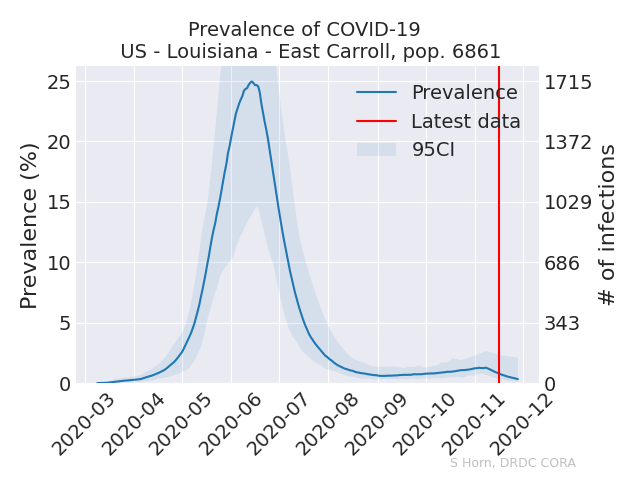 Prevalence of COVID-19
US - Louisiana - East Carroll, pop. 6861
Prevalence
Latest data
95CI
Prevalence (%)
25
20
15
10
5
0
1715
1372
1029
686
343
0
# of infections
2020-03
2020-04
2020-05
2020-06
2020-07
2020-08
2020-09
2020-10
2020-11
2020-12
S Horn, DRDC CORA